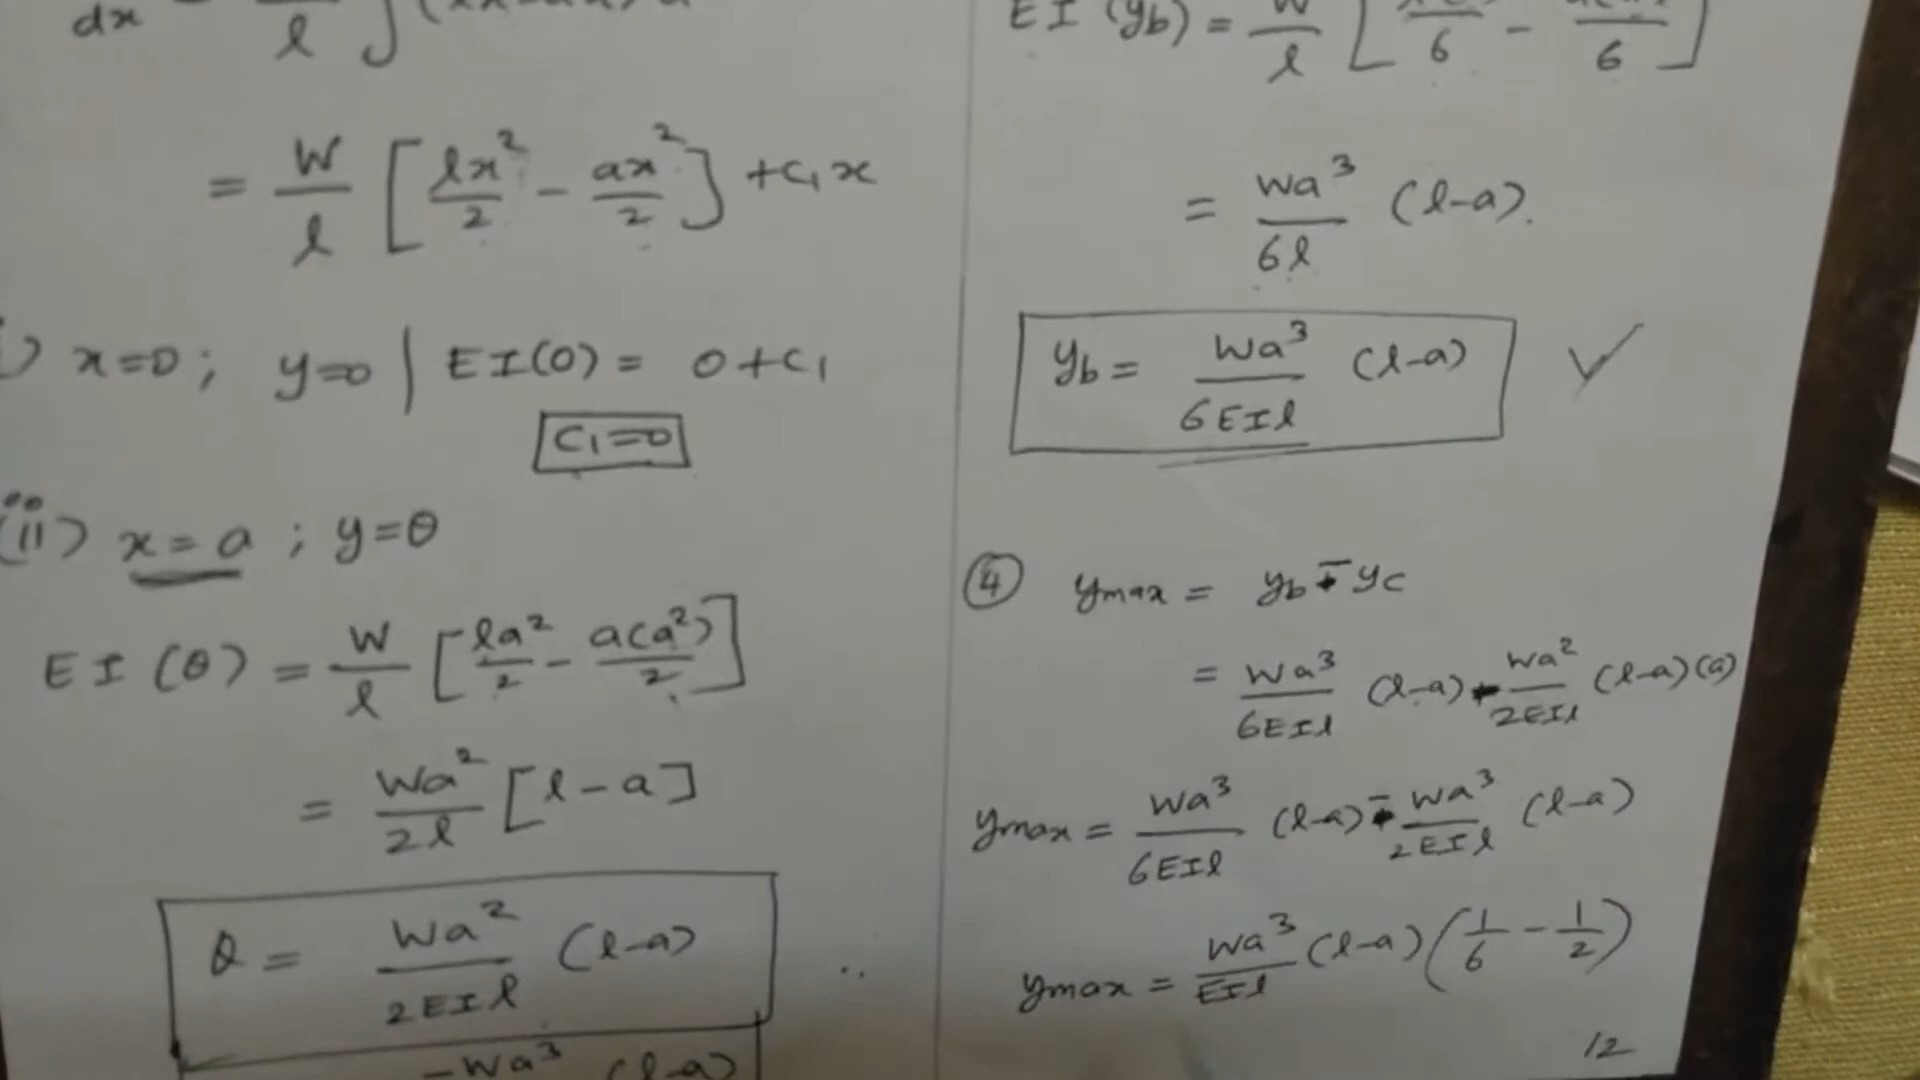 dx l
= W/l [lx²/2 - ax²/2] + C₁x
) x=0; y=0 | EI(0) = 0+C₁
C₁=0
(ii) x=a ; y=θ
EI(θ) = W/l [la²/2 - a(a²)/2]
= Wa²/2l [l-a]
θ = Wa²/2EIl (l-a)
-Wa³ (l-a)
EI (yb) = W/l [ /6 - /6 ]
= Wa³/6l (l-a).
yb = Wa³/6EIl (l-a) ✓
④ ymax = yb - yc
= Wa³/6EIl (l-a) - Wa²/2EIl (l-a)(a)
ymax = Wa³/6EIl (l-a) - Wa³/2EIl (l-a)
ymax = Wa³/EIl (l-a) (1/6 - 1/2)
12